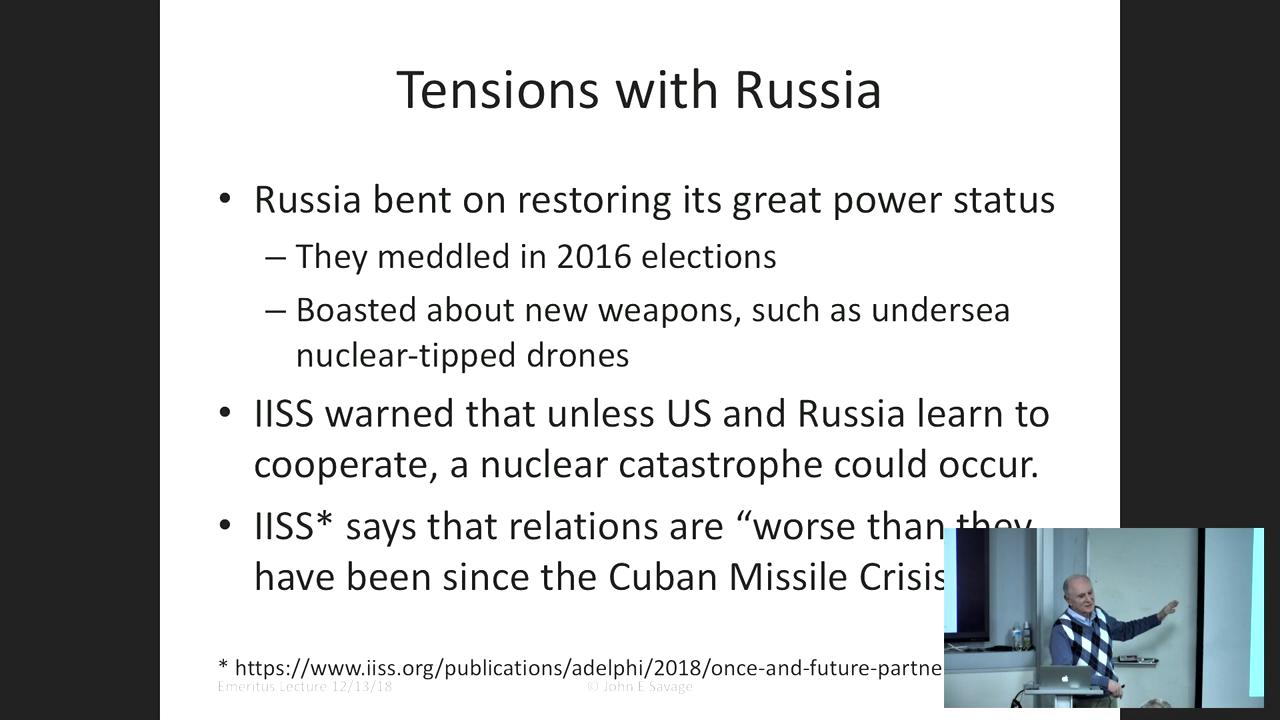 Tensions with Russia
• Russia bent on restoring its great power status
– They meddled in 2016 elections
– Boasted about new weapons, such as undersea
nuclear-tipped drones
• IISS warned that unless US and Russia learn to
cooperate, a nuclear catastrophe could occur.
• IISS* says that relations are “worse than they
have been since the Cuban Missile Crisis
* https://www.iiss.org/publications/adelphi/2018/once-and-future-partne
Emeritus Lecture 12/13/18
© John E Savage